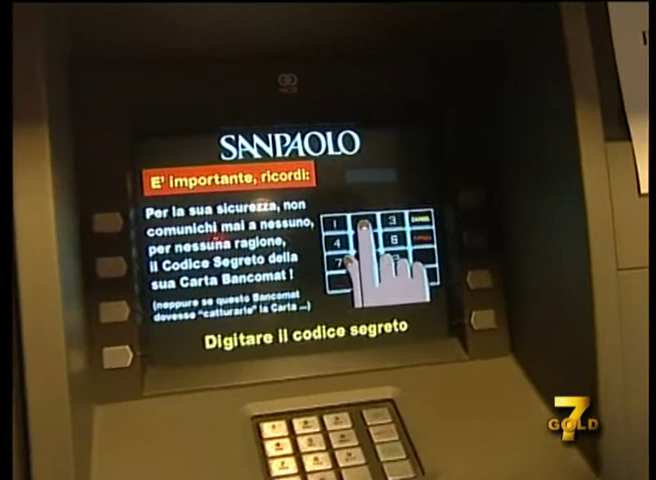 NCR
SANPAOLO
E' importante, ricordi:
Per la sua sicurezza, non
comunichi mai a nessuno,
per nessuna ragione,
il Codice Segreto della
sua Carta Bancomat !
(neppure se questo Bancomat
dovesse "catturarle" la Carta ...)
1 3
4 6
7
Digitare il codice segreto
7
GOLD